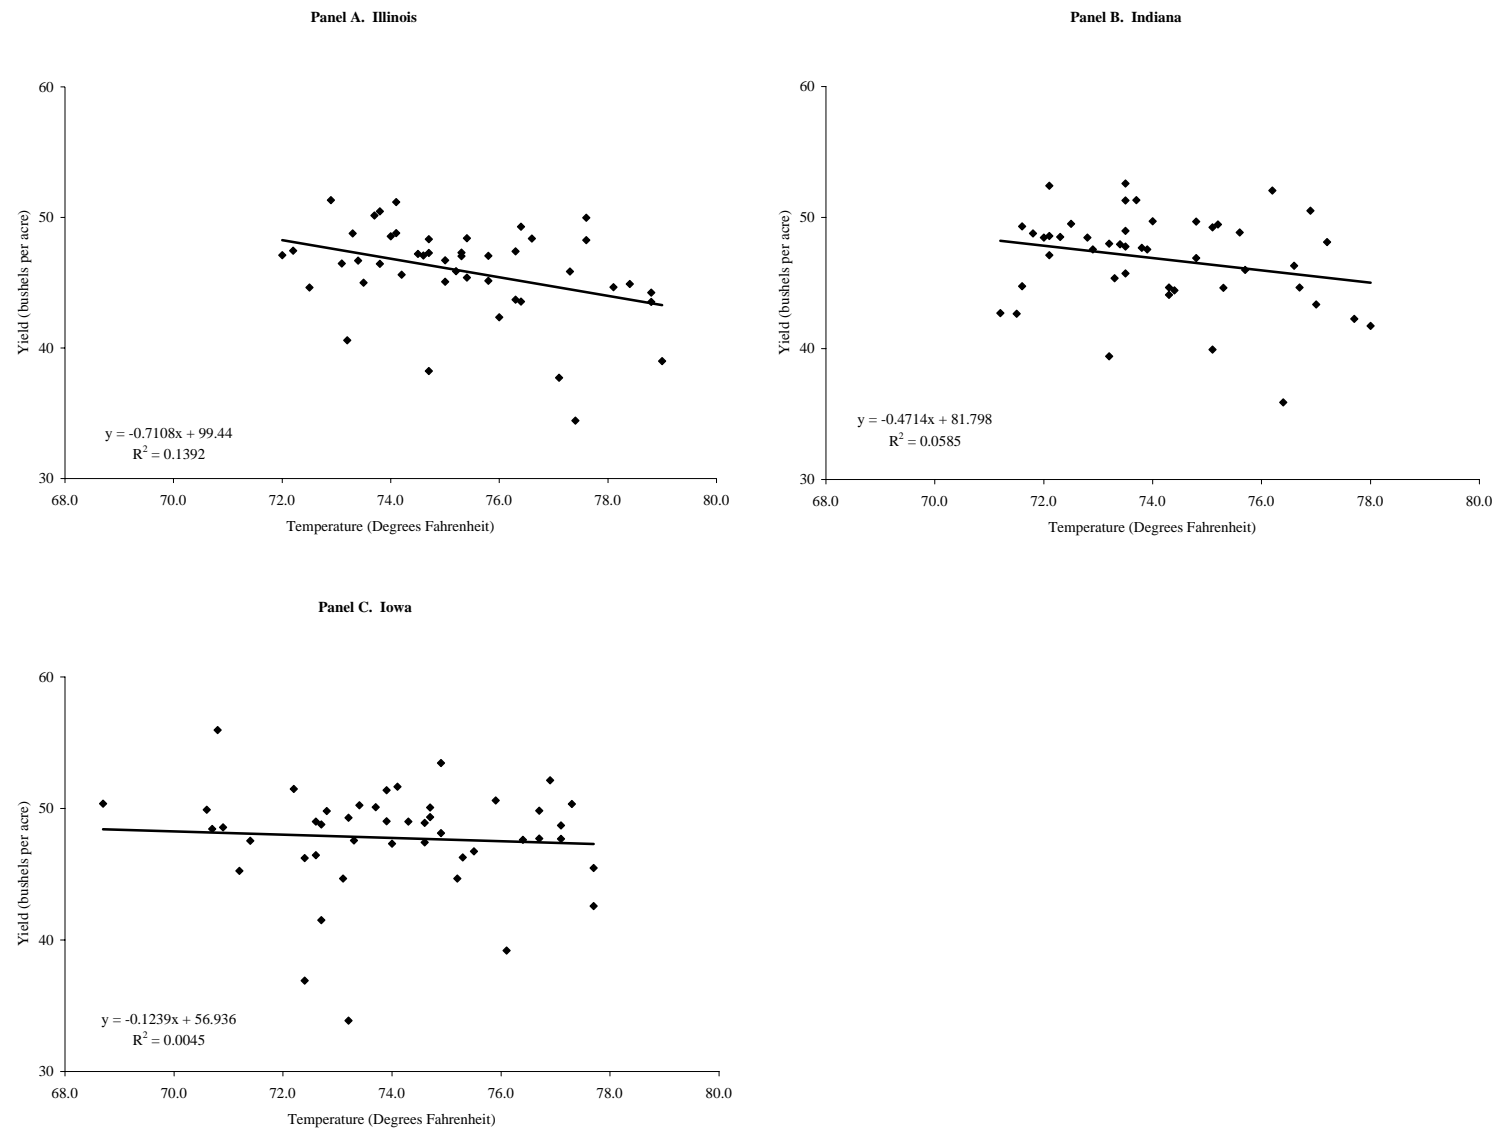 Panel A.  Illinois
60
50
40
30
Yield (bushels per acre)
y = -0.7108x + 99.44
R² = 0.1392
68.0 70.0 72.0 74.0 76.0 78.0 80.0
Temperature (Degrees Fahrenheit)
Panel B.  Indiana
60
50
40
30
Yield (bushels per acre)
y = -0.4714x + 81.798
R² = 0.0585
68.0 70.0 72.0 74.0 76.0 78.0 80.0
Temperature (Degrees Fahrenheit)
Panel C.  Iowa
60
50
40
30
Yield (bushels per acre)
y = -0.1239x + 56.936
R² = 0.0045
68.0 70.0 72.0 74.0 76.0 78.0 80.0
Temperature (Degrees Fahrenheit)